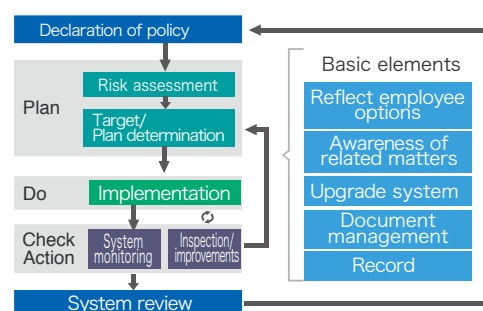 Declaration of policy
Plan
Risk assessment
Target/
Plan determination
Do
Implementation
Check
Action
System
monitoring
Inspection/
improvements
System review
Basic elements
Reflect employee
options
Awareness of
related matters
Upgrade system
Document
management
Record